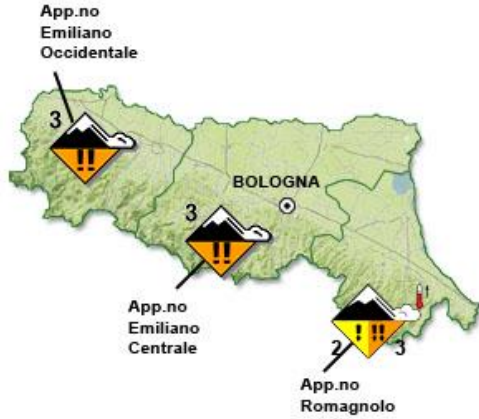 App.no
Emiliano
Occidentale
3
!!
BOLOGNA
3
!!
App.no
Emiliano
Centrale
! !!
2 3
App.no
Romagnolo